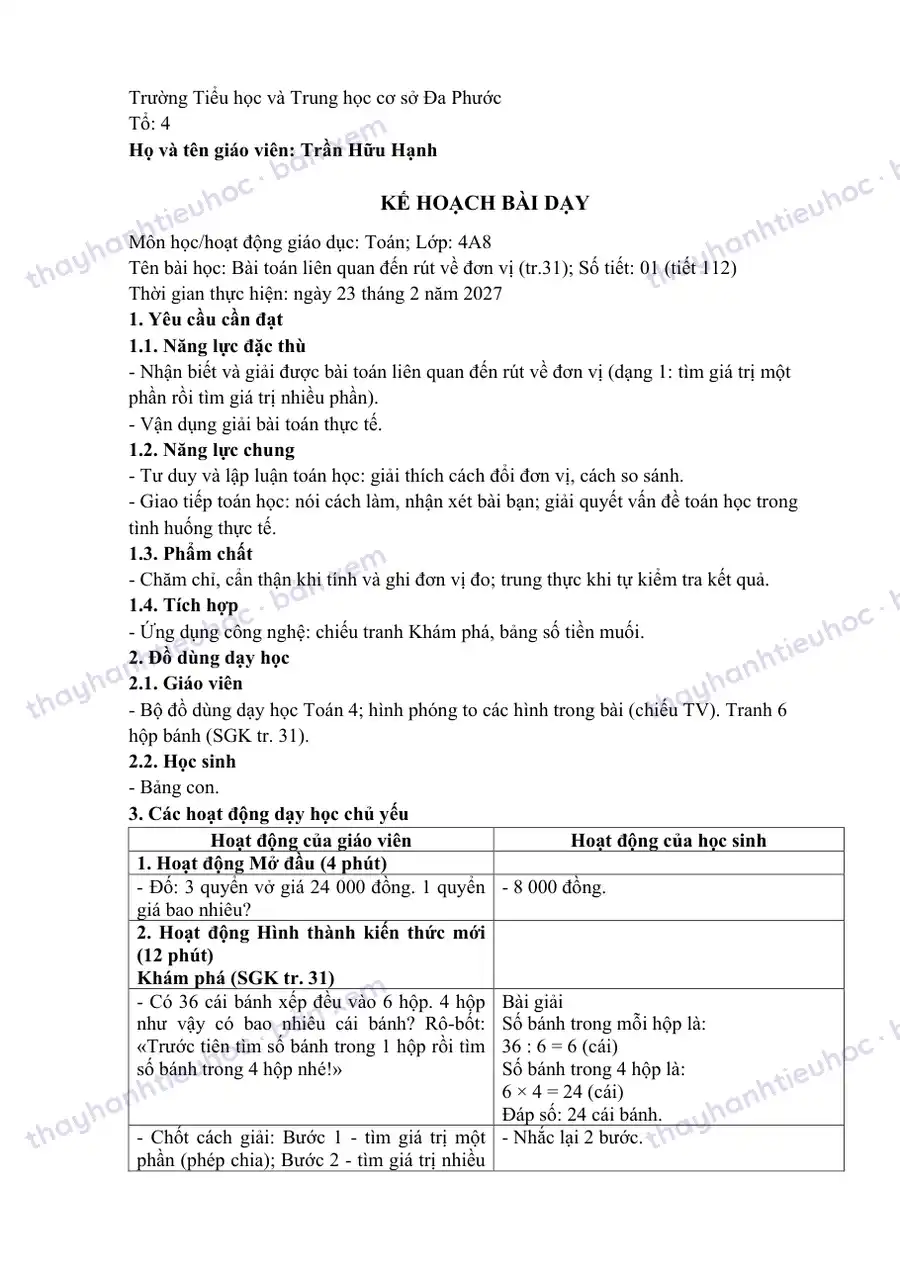 Trường Tiểu học và Trung học cơ sở Đa Phước
Tổ: 4
Họ và tên giáo viên: Trần Hữu Hạnh
KẾ HOẠCH BÀI DẠY
Môn học/hoạt động giáo dục: Toán; Lớp: 4A8
Tên bài học: Bài toán liên quan đến rút về đơn vị (tr.31); Số tiết: 01 (tiết 112)
Thời gian thực hiện: ngày 23 tháng 2 năm 2027
1. Yêu cầu cần đạt
1.1. Năng lực đặc thù
- Nhận biết và giải được bài toán liên quan đến rút về đơn vị (dạng 1: tìm giá trị một
phần rồi tìm giá trị nhiều phần).
- Vận dụng giải bài toán thực tế.
1.2. Năng lực chung
- Tư duy và lập luận toán học: giải thích cách đổi đơn vị, cách so sánh.
- Giao tiếp toán học: nói cách làm, nhận xét bài bạn; giải quyết vấn đề toán học trong
tình huống thực tế.
1.3. Phẩm chất
- Chăm chỉ, cẩn thận khi tính và ghi đơn vị đo; trung thực khi tự kiểm tra kết quả.
1.4. Tích hợp
- Ứng dụng công nghệ: chiếu tranh Khám phá, bảng số tiền muối.
2. Đồ dùng dạy học
2.1. Giáo viên
- Bộ đồ dùng dạy học Toán 4; hình phóng to các hình trong bài (chiếu TV). Tranh 6
hộp bánh (SGK tr. 31).
2.2. Học sinh
- Bảng con.
3. Các hoạt động dạy học chủ yếu
Hoạt động của giáo viên
Hoạt động của học sinh
1. Hoạt động Mở đầu (4 phút)
- Đố: 3 quyển vở giá 24 000 đồng. 1 quyển
giá bao nhiêu?
- 8 000 đồng.
2. Hoạt động Hình thành kiến thức mới
(12 phút)
Khám phá (SGK tr. 31)
- Có 36 cái bánh xếp đều vào 6 hộp. 4 hộp
như vậy có bao nhiêu cái bánh? Rô-bốt:
«Trước tiên tìm số bánh trong 1 hộp rồi tìm
số bánh trong 4 hộp nhé!»
Bài giải
Số bánh trong mỗi hộp là:
36 : 6 = 6 (cái)
Số bánh trong 4 hộp là:
6 × 4 = 24 (cái)
Đáp số: 24 cái bánh.
- Chốt cách giải: Bước 1 - tìm giá trị một
phần (phép chia); Bước 2 - tìm giá trị nhiều
- Nhắc lại 2 bước.
thayhanhtieuhoc · bản xem
thayhanhtieuhoc · b
thayhanhtieuhoc · bản xem
thayhanhtieuhoc · b
thayhanhtieuhoc · bản xem
thayhanhtieuhoc · b